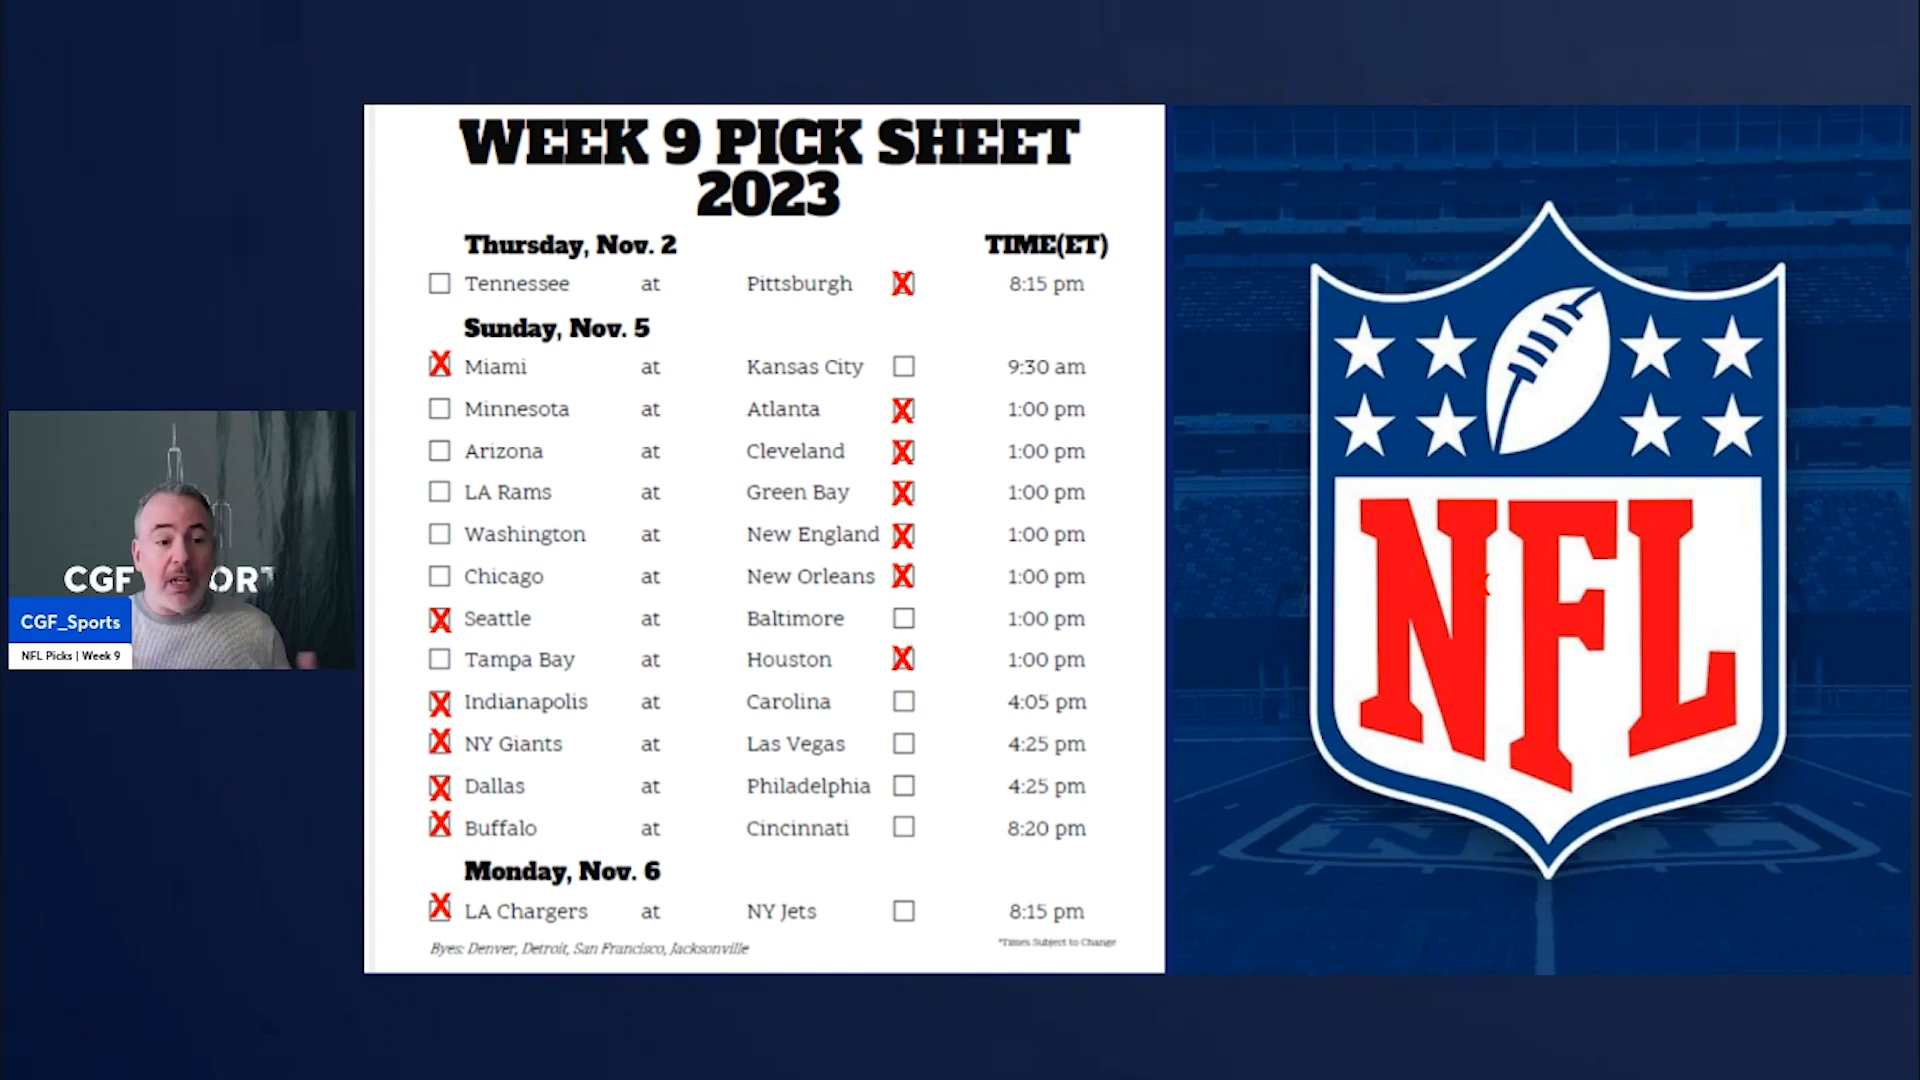 WEEK 9 PICK SHEET
2023
Thursday, Nov. 2 TIME(ET)
Tennessee at Pittsburgh X 8:15 pm
Sunday, Nov. 5
X Miami at Kansas City 9:30 am
Minnesota at Atlanta X 1:00 pm
Arizona at Cleveland X 1:00 pm
LA Rams at Green Bay X 1:00 pm
Washington at New England X 1:00 pm
Chicago at New Orleans X 1:00 pm
X Seattle at Baltimore 1:00 pm
Tampa Bay at Houston X 1:00 pm
X Indianapolis at Carolina 4:05 pm
X NY Giants at Las Vegas 4:25 pm
X Dallas at Philadelphia 4:25 pm
X Buffalo at Cincinnati 8:20 pm
Monday, Nov. 6
X LA Chargers at NY Jets 8:15 pm
Byes: Denver, Detroit, San Francisco, Jacksonville
*Times Subject to Change
CGF ORT
CGF_Sports
NFL Picks | Week 9
NFL